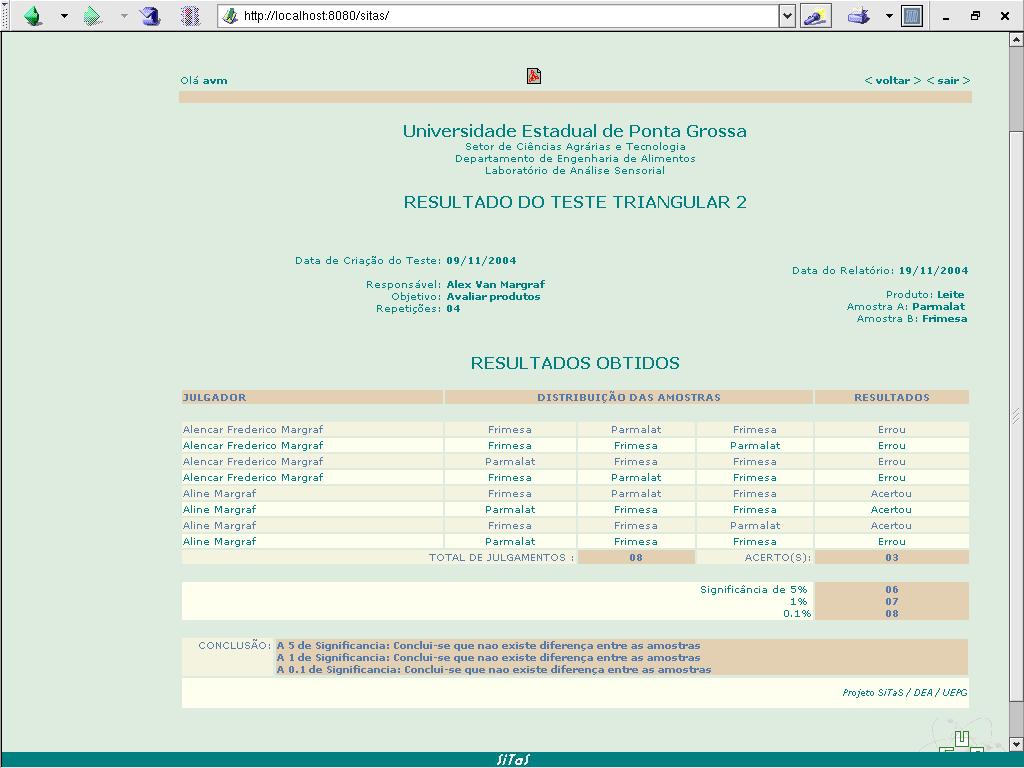 http://localhost:8080/sitas/
Olá avm
< voltar > < sair >
Universidade Estadual de Ponta Grossa
Setor de Ciências Agrárias e Tecnologia
Departamento de Engenharia de Alimentos
Laboratório de Análise Sensorial
RESULTADO DO TESTE TRIANGULAR 2
Data de Criação do Teste: 09/11/2004
Responsável: Alex Van Margraf
Objetivo: Avaliar produtos
Repetições: 04
Data do Relatório: 19/11/2004
Produto: Leite
Amostra A: Parmalat
Amostra B: Frimesa
RESULTADOS OBTIDOS
JULGADOR DISTRIBUIÇÃO DAS AMOSTRAS RESULTADOS
Alencar Frederico Margraf Frimesa Parmalat Frimesa Errou
Alencar Frederico Margraf Frimesa Frimesa Parmalat Errou
Alencar Frederico Margraf Parmalat Frimesa Frimesa Errou
Alencar Frederico Margraf Frimesa Parmalat Frimesa Errou
Aline Margraf Frimesa Parmalat Frimesa Acertou
Aline Margraf Parmalat Frimesa Frimesa Acertou
Aline Margraf Frimesa Frimesa Parmalat Acertou
Aline Margraf Parmalat Frimesa Frimesa Errou
TOTAL DE JULGAMENTOS : 08 ACERTO(S): 03
Significância de 5% 06
1% 07
0.1% 08
CONCLUSÃO: A 5 de Significancia: Conclui-se que nao existe diferença entre as amostras
A 1 de Significancia: Conclui-se que nao existe diferença entre as amostras
A 0.1 de Significancia: Conclui-se que nao existe diferença entre as amostras
Projeto SiTaS / DEA / UEPG
SiTaS